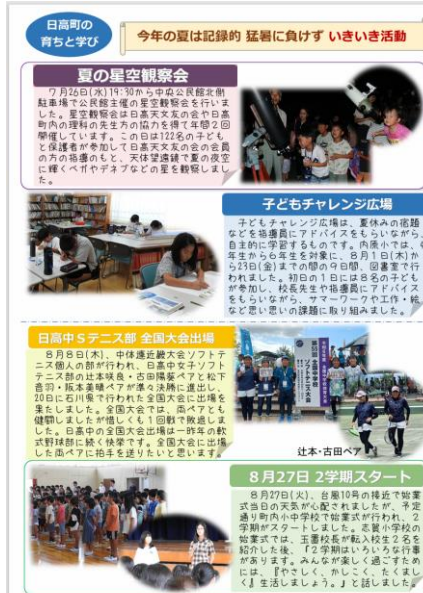 日高町の
育ちと学び
今年の夏は記録的 猛暑に負けず いきいき活動
夏の星空観察会
7月26日(水)19:30から中央公民館北側
駐車場で公民館主催の星空観察会を行いま
した。星空観察会は日高天文友の会や日高
町内の理科の先生方の協力を得て年間2回
開催しています。この日は122名の子ども
と保護者が参加して日高天文友の会の会員
の方の指導のもと、天体望遠鏡で夏の夜空
に輝くベガやデネブなどの星を観察しまし
た。
子どもチャレンジ広場
子どもチャレンジ広場は、夏休みの宿題
などを指導員にアドバイスをもらいながら、
自主的に学習するものです。内原小では、4
年生から6年生を対象に、8月1日(木)か
ら23日(金)までの間の9日間、図書室で行
われました。初日の1日には8名の子ども
が参加し、校長先生や指導員にアドバイス
をもらいながら、サマーワークや工作・絵
など思い思いの課題に取り組みました。
日高中Sテニス部 全国大会出場
8月8日(木)、中体連近畿大会ソフトテ
ニス個人の部が行われ、日高中女子ソフト
テニス部の辻本咲良・古田陽葵ペアと松下
音羽・阪本美晴ペアが準々決勝に進出し、
20日に石川県で行われた全国大会に出場を
果たしました。全国大会では、両ペアとも
健闘しましたが惜しくも1回戦で敗退しま
した。日高中の全国大会出場は一昨年の軟
式野球部に続く快挙です。全国大会に出場
した両ペアに拍手を送りたいと思います。
辻本・古田ペア
8月27日 2学期スタート
8月27日(火)、台風10号の接近で始業
式当日の天気が心配されましたが、予定
通り町内小中学校で始業式が行われ、2
学期がスタートしました。志賀小学校の
始業式では、玉置校長が転入校生2名を
紹介した後、「2学期はいろいろな行事
があります。みんなが楽しく過ごすため
には、『やさしく、かしこく、たくまし
く』生活しましょう。」と話しました。